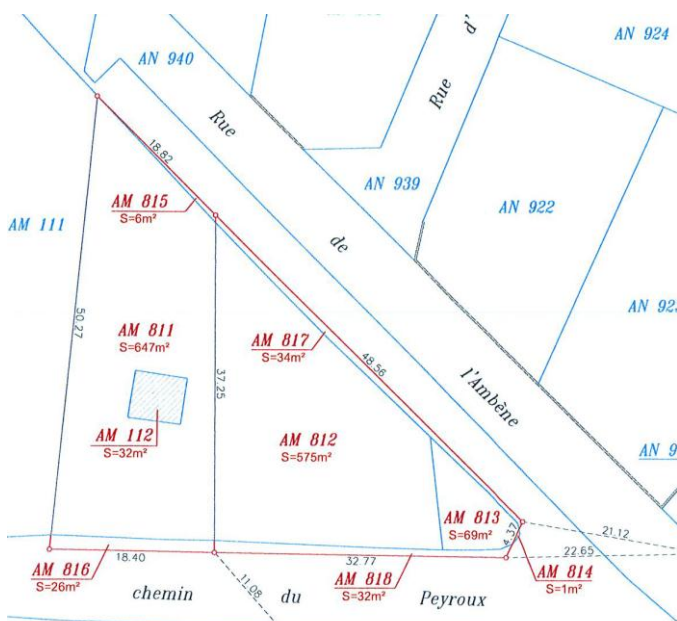 AN 924
AN 940
Rue
Rue
d'
18.82
AN 939
AM 815
S=6m²
AN 922
AM 111
de
AN 923
50.27
AM 811
S=647m²
AM 817
S=34m²
48.56
37.25
l'Ambène
AM 112
S=32m²
AM 812
S=575m²
AN 9
AM 813
S=69m²
4.37
21.12
22.65
18.40
32.77
AM 816
S=26m²
11.08
AM 818
S=32m²
AM 814
S=1m²
chemin du Peyroux